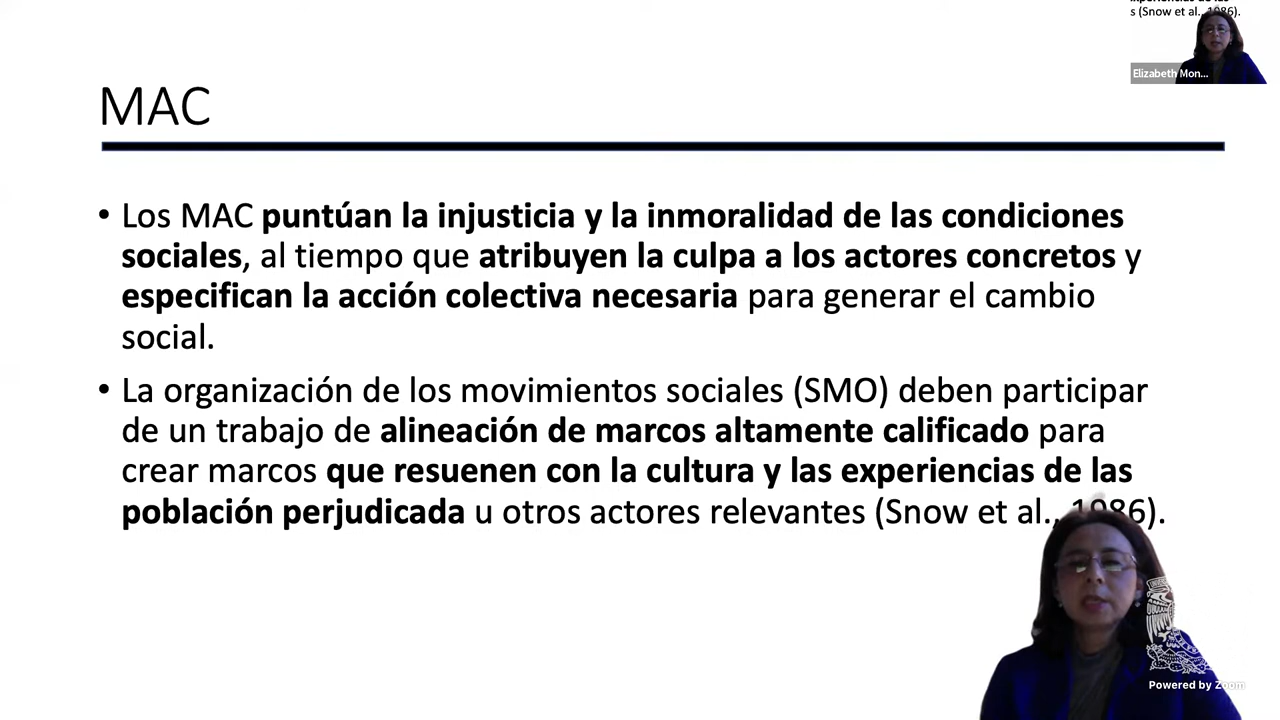 s (Snow et al., 1986).
Elizabeth Mon...
MAC
• Los MAC puntúan la injusticia y la inmoralidad de las condiciones
sociales, al tiempo que atribuyen la culpa a los actores concretos y
especifican la acción colectiva necesaria para generar el cambio
social.
• La organización de los movimientos sociales (SMO) deben participar
de un trabajo de alineación de marcos altamente calificado para
crear marcos que resuenen con la cultura y las experiencias de las
población perjudicada u otros actores relevantes (Snow et al., 1986).
Powered by Zoom